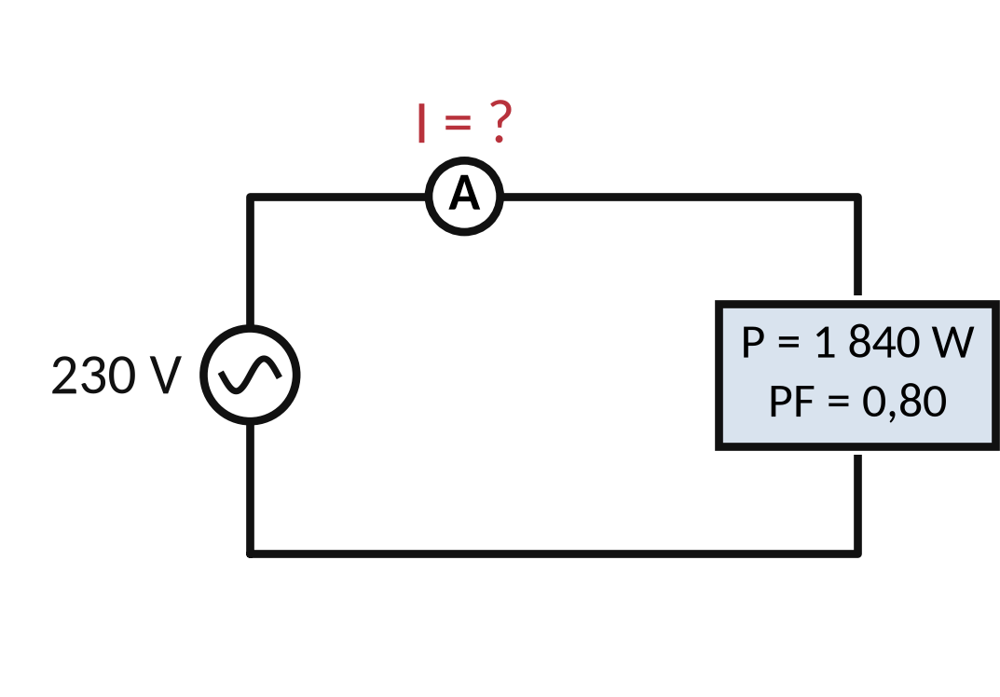 I = ?
A
230 V
P = 1 840 W
PF = 0,80